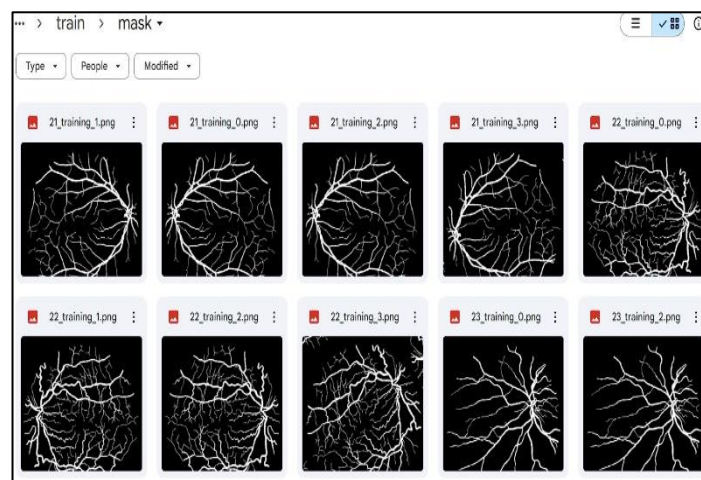 ··· > train > mask
Type People Modified
21_training_1.png 21_training_0.png 21_training_2.png 21_training_3.png 22_training_0.png
22_training_1.png 22_training_2.png 22_training_3.png 23_training_0.png 23_training_2.png